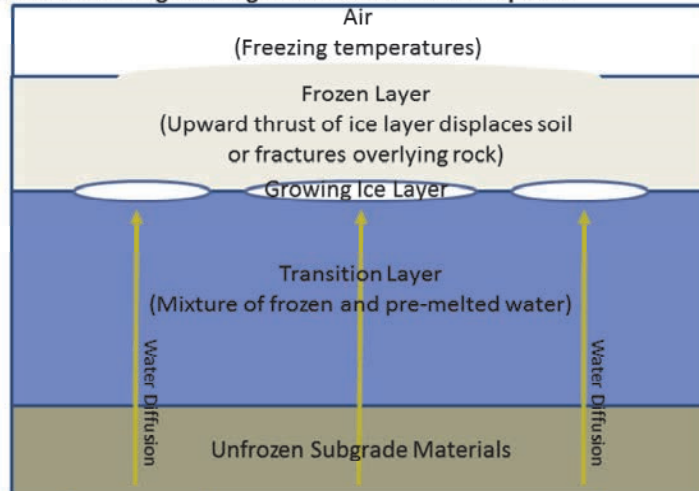 Air
(Freezing temperatures)
Frozen Layer
(Upward thrust of ice layer displaces soil
or fractures overlying rock)
Growing Ice Layer
Transition Layer
(Mixture of frozen and pre-melted water)
Water Diffusion
Water Diffusion
Unfrozen Subgrade Materials